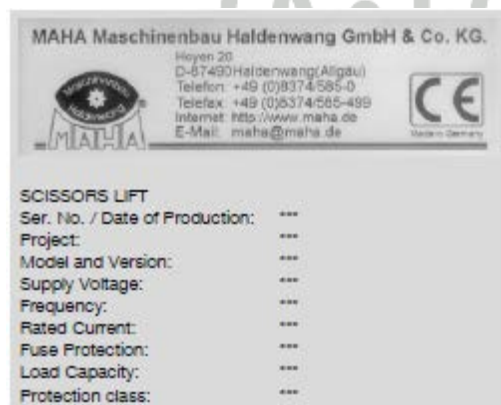 MAHA Maschinenbau Haldenwang GmbH & Co. KG.
Hoyen 20
D-87490 Haldenwang(Allgäu)
Telefon: +49 (0)8374/585-0
Telefax: +49 (0)8374/585-499
Internet: http://www.maha.de
E-Mail: maha@maha.de
Maschinenbau
Haldenwang
MAHA
CE
Made in Germany
SCISSORS LIFT
Ser. No. / Date of Production: ***
Project: ***
Model and Version: ***
Supply Voltage: ***
Frequency: ***
Rated Current: ***
Fuse Protection: ***
Load Capacity: ***
Protection class: ***